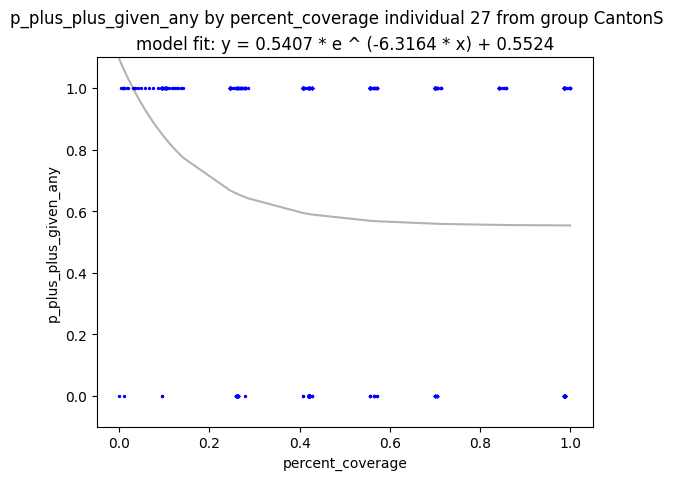 p_plus_plus_given_any by percent_coverage individual 27 from group CantonS
model fit: y = 0.5407 * e ^ (-6.3164 * x) + 0.5524
p_plus_plus_given_any
1.0
0.8
0.6
0.4
0.2
0.0
0.0 0.2 0.4 0.6 0.8 1.0
percent_coverage